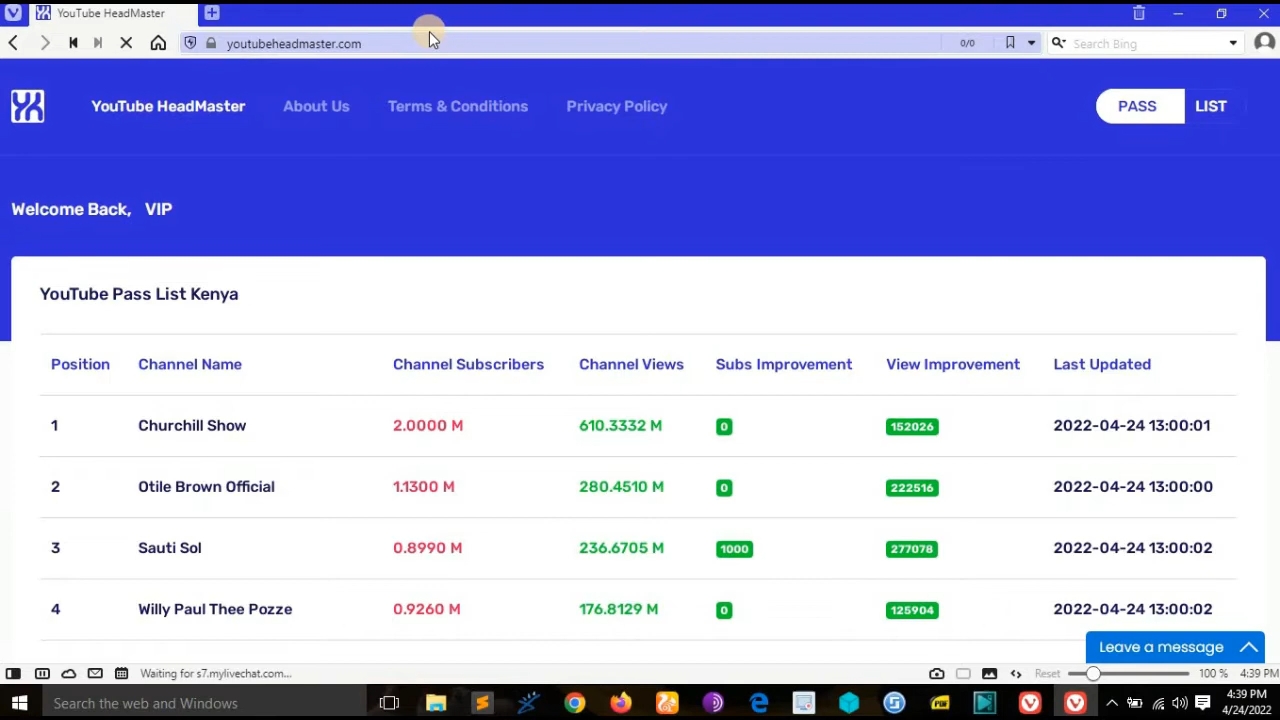 YouTube HeadMaster
youtubeheadmaster.com
0/0
Search Bing
YouTube HeadMaster About Us Terms & Conditions Privacy Policy PASS LIST
Welcome Back, VIP
YouTube Pass List Kenya
Position Channel Name Channel Subscribers Channel Views Subs Improvement View Improvement Last Updated
1 Churchill Show 2.0000 M 610.3332 M 0 152026 2022-04-24 13:00:01
2 Otile Brown Official 1.1300 M 280.4510 M 0 222516 2022-04-24 13:00:00
3 Sauti Sol 0.8990 M 236.6705 M 1000 277078 2022-04-24 13:00:02
4 Willy Paul Thee Pozze 0.9260 M 176.8129 M 0 125904 2022-04-24 13:00:02
Leave a message
Waiting for s7.mylivechat.com... Reset 100 % 4:39 PM
Search the web and Windows
4:39 PM
4/24/2022